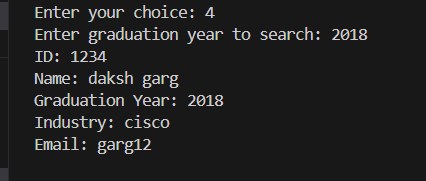 Enter your choice: 4
Enter graduation year to search: 2018
ID: 1234
Name: daksh garg
Graduation Year: 2018
Industry: cisco
Email: garg12